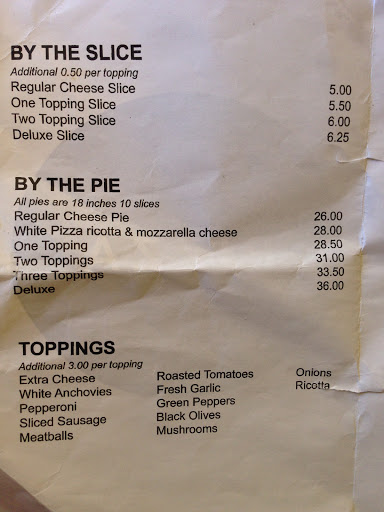 BY THE SLICE
Additional 0.50 per topping
Regular Cheese Slice 5.00
One Topping Slice 5.50
Two Topping Slice 6.00
Deluxe Slice 6.25
BY THE PIE
All pies are 18 inches 10 slices
Regular Cheese Pie 26.00
White Pizza ricotta & mozzarella cheese 28.00
One Topping 28.50
Two Toppings 31.00
Three Toppings 33.50
Deluxe 36.00
TOPPINGS
Additional 3.00 per topping
Extra Cheese Roasted Tomatoes Onions
White Anchovies Fresh Garlic Ricotta
Pepperoni Green Peppers
Sliced Sausage Black Olives
Meatballs Mushrooms